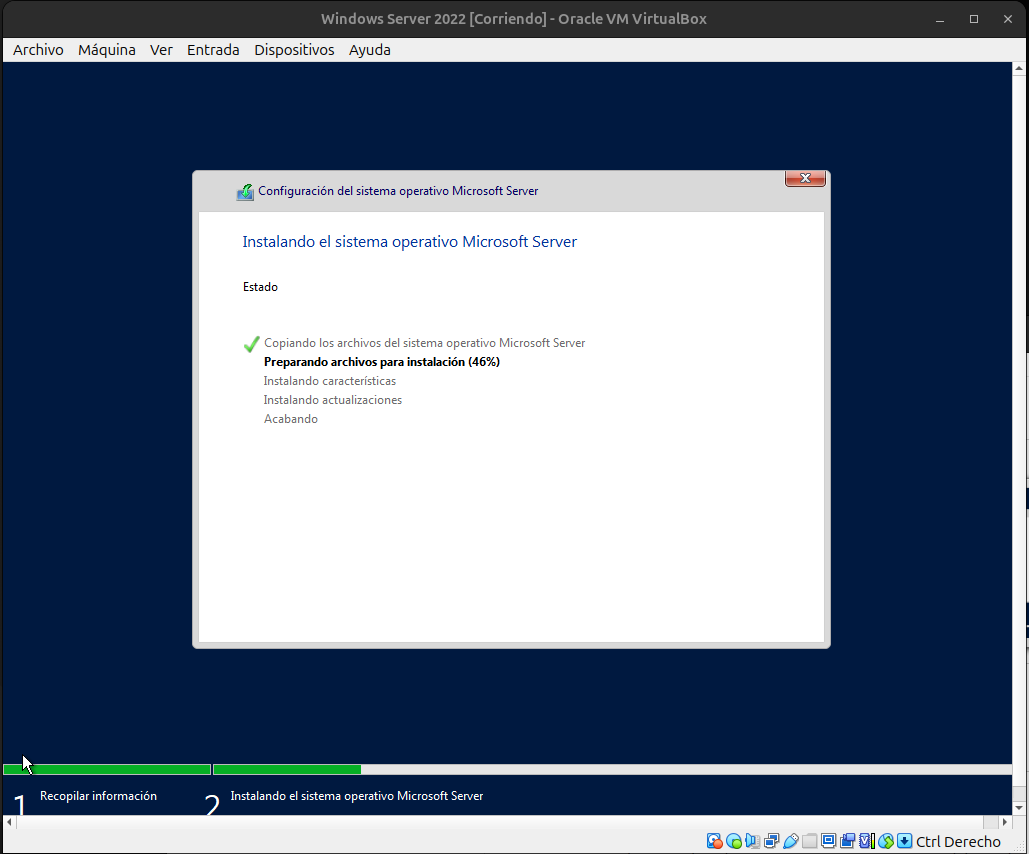 Windows Server 2022 [Corriendo] - Oracle VM VirtualBox
Archivo Máquina Ver Entrada Dispositivos Ayuda
Configuración del sistema operativo Microsoft Server
Instalando el sistema operativo Microsoft Server
Estado
Copiando los archivos del sistema operativo Microsoft Server
Preparando archivos para instalación (46%)
Instalando características
Instalando actualizaciones
Acabando
1 Recopilar información 2 Instalando el sistema operativo Microsoft Server
Ctrl Derecho